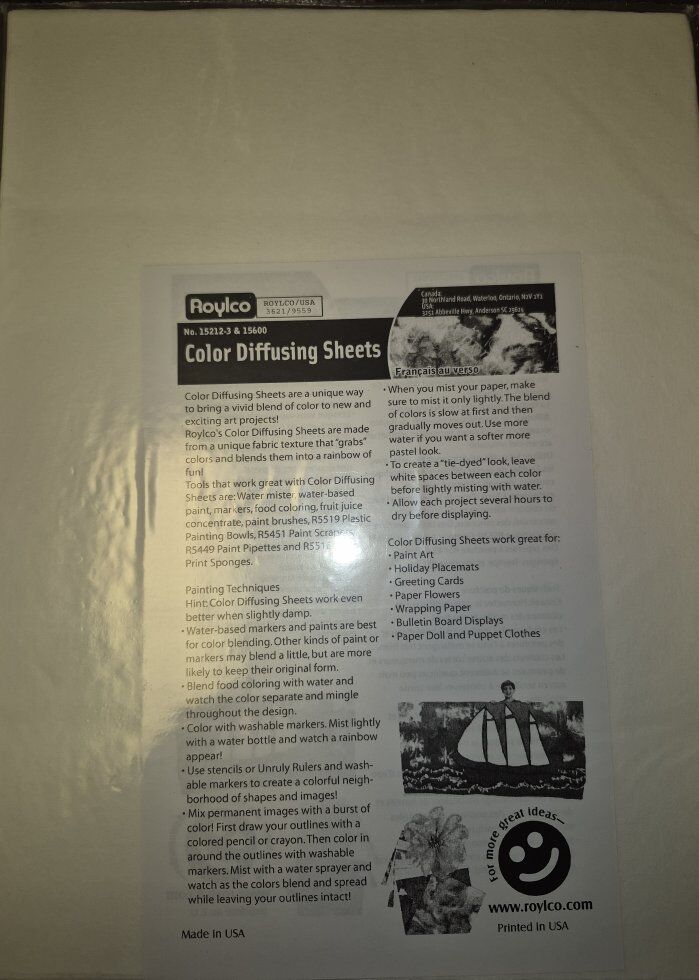 Roylco
ROYLCO/USA
3621/9559
Canada:
30 Northland Road, Waterloo, Ontario, N2V 1Y1
USA:
3251 Abbeville Hwy, Anderson SC 29624
No. 15212-3 & 15600
Color Diffusing Sheets
Français au verso
Color Diffusing Sheets are a unique way
to bring a vivid blend of color to new and
exciting art projects!
Roylco's Color Diffusing Sheets are made
from a unique fabric texture that "grabs"
colors and blends them into a rainbow of
fun!
Tools that work great with Color Diffusing
Sheets are: Water mister, water-based
paint, markers, food coloring, fruit juice
concentrate, paint brushes, R5519 Plastic
Painting Bowls, R5451 Paint
R5449 Paint Pipettes and
Print Sponges.
Painting Techniques
Hint: Color Diffusing Sheets work even
better when slightly damp.
• Water-based markers and paints are best
for color blending. Other kinds of paint or
markers may blend a little, but are more
likely to keep their original form.
• Blend food coloring with water and
watch the color separate and mingle
throughout the design.
• Color with washable markers. Mist lightly
with a water bottle and watch a rainbow
appear!
• Use stencils or Unruly Rulers and wash-
able markers to create a colorful neigh-
borhood of shapes and images!
• Mix permanent images with a burst of
color! First draw your outlines with a
colored pencil or crayon. Then color in
around the outlines with washable
markers. Mist with a water sprayer and
watch as the colors blend and spread
while leaving your outlines intact!
Made in USA
• When you mist your paper, make
sure to mist it only lightly. The blend
of colors is slow at first and then
gradually moves out. Use more
water if you want a softer more
pastel look.
• To create a "tie-dyed" look, leave
white spaces between each color
before lightly misting with water.
• Allow each project several hours to
dry before displaying.
Color Diffusing Sheets work great for:
• Paint Art
• Holiday Placemats
• Greeting Cards
• Paper Flowers
• Wrapping Paper
• Bulletin Board Displays
• Paper Doll and Puppet Clothes
For more great ideas—
www.roylco.com
Printed in USA